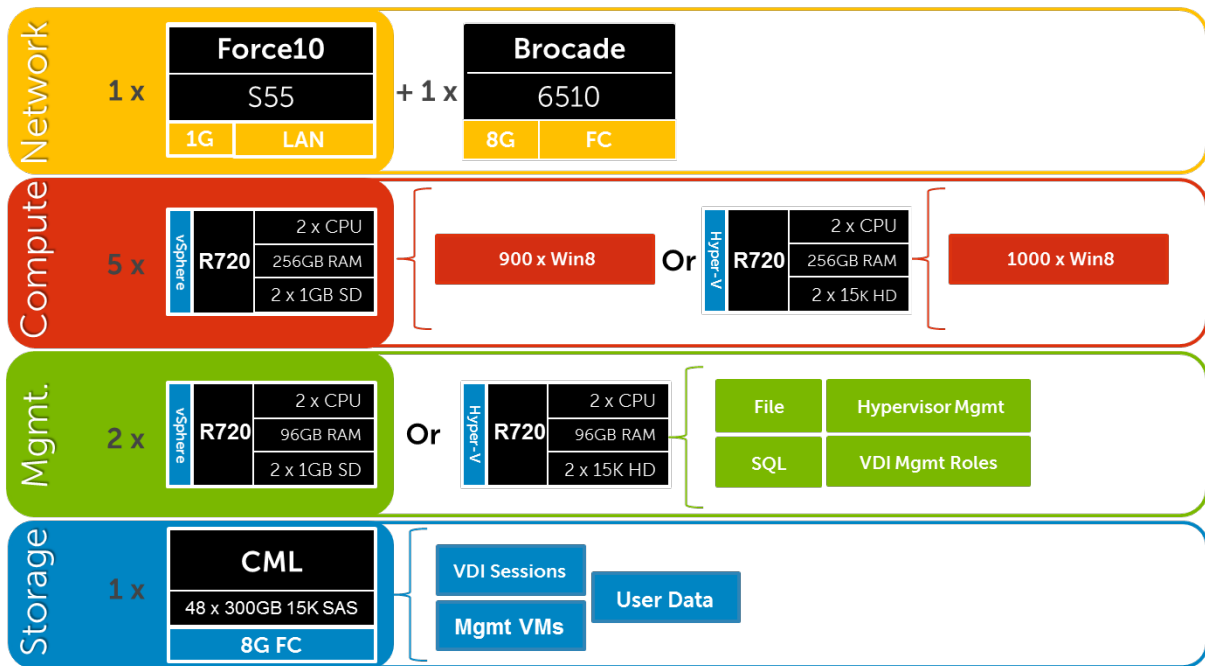 Network
1 x
Force10
S55
1G LAN
+ 1 x
Brocade
6510
8G FC
Compute
5 x
vSphere
R720
2 x CPU
256GB RAM
2 x 1GB SD
900 x Win8
Or
Hyper-V
R720
2 x CPU
256GB RAM
2 x 15K HD
1000 x Win8
Mgmt.
2 x
vSphere
R720
2 x CPU
96GB RAM
2 x 1GB SD
Or
Hyper-V
R720
2 x CPU
96GB RAM
2 x 15K HD
File
Hypervisor Mgmt
SQL
VDI Mgmt Roles
Storage
1 x
CML
48 x 300GB 15K SAS
8G FC
VDI Sessions
Mgmt VMs
User Data